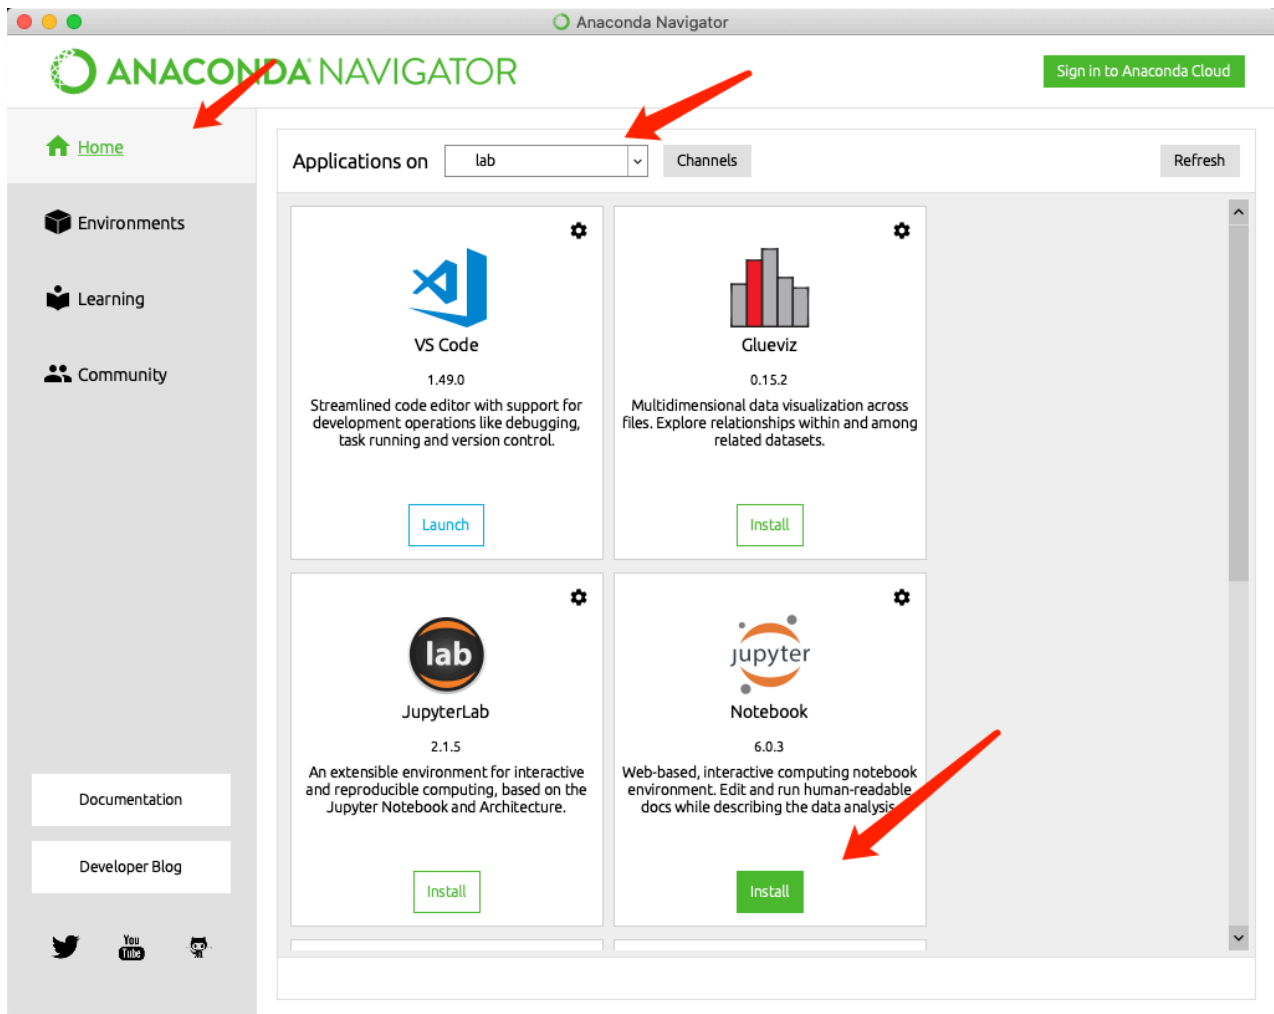 Anaconda Navigator
ANACONDA NAVIGATOR
Sign in to Anaconda Cloud
Home
Environments
Learning
Community
Documentation
Developer Blog
You
Tube
Applications on
lab
Channels
Refresh
VS Code
1.49.0
Streamlined code editor with support for
development operations like debugging,
task running and version control.
Launch
Glueviz
0.15.2
Multidimensional data visualization across
files. Explore relationships within and among
related datasets.
Install
lab
JupyterLab
2.1.5
An extensible environment for interactive
and reproducible computing, based on the
Jupyter Notebook and Architecture.
Install
jupyter
Notebook
6.0.3
Web-based, interactive computing notebook
environment. Edit and run human-readable
docs while describing the data analysis.
Install